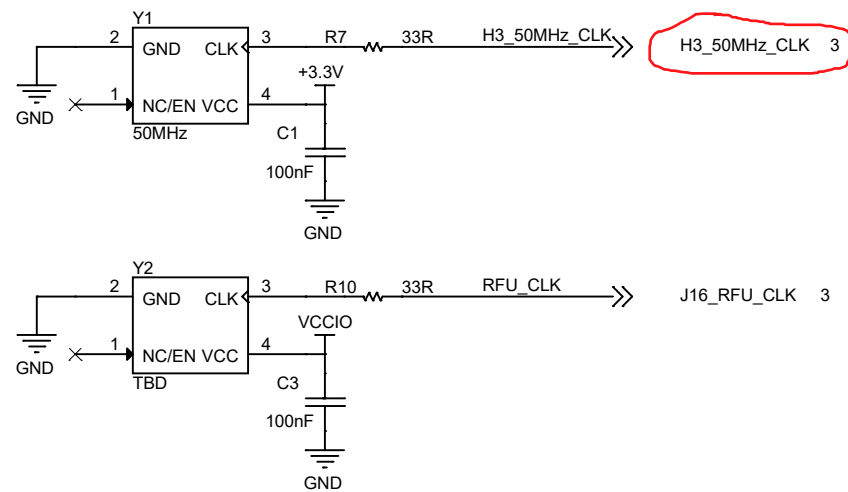 Y1
2 GND CLK 3 R7 33R H3_50MHz_CLK H3_50MHz_CLK 3
+3.3V
1 NC/EN VCC 4
GND
50MHz C1
100nF
GND
Y2
2 GND CLK 3 R10 33R RFU_CLK J16_RFU_CLK 3
VCCIO
1 NC/EN VCC 4
GND
TBD C3
100nF
GND